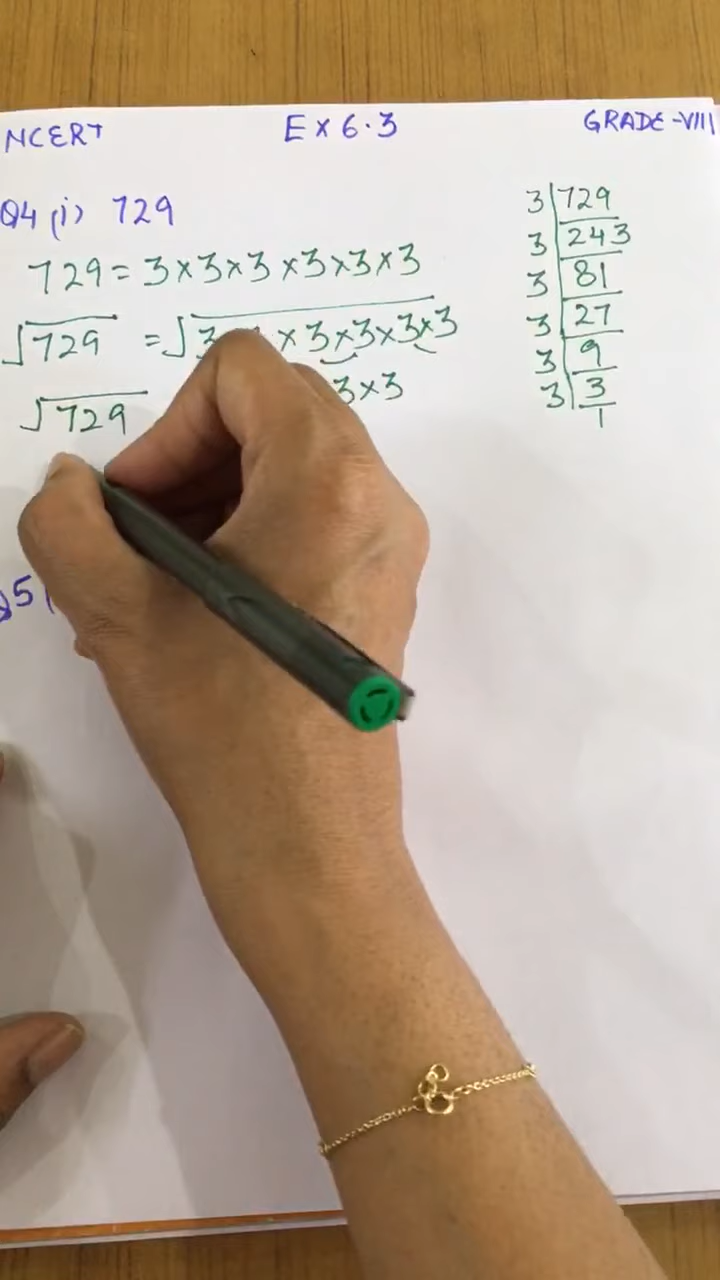 NCERT EX 6.3 GRADE-VIII
Q4 (i) 729
729 = 3×3×3×3×3×3
√729 = √3 × 3×3×3×3
√729 3×3
5(
3 729
3 243
3 81
3 27
3 9
3 3
1